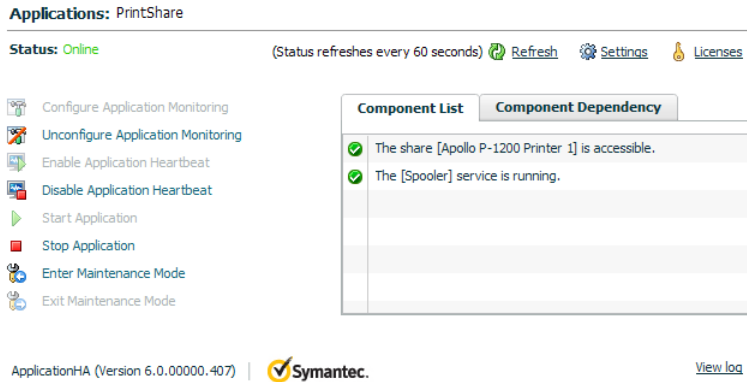 Applications: PrintShare
Status: Online (Status refreshes every 60 seconds) Refresh Settings Licenses
Configure Application Monitoring
Unconfigure Application Monitoring
Enable Application Heartbeat
Disable Application Heartbeat
Start Application
Stop Application
Enter Maintenance Mode
Exit Maintenance Mode
Component List Component Dependency
The share [Apollo P-1200 Printer 1] is accessible.
The [Spooler] service is running.
ApplicationHA (Version 6.0.00000.407) Symantec. View log